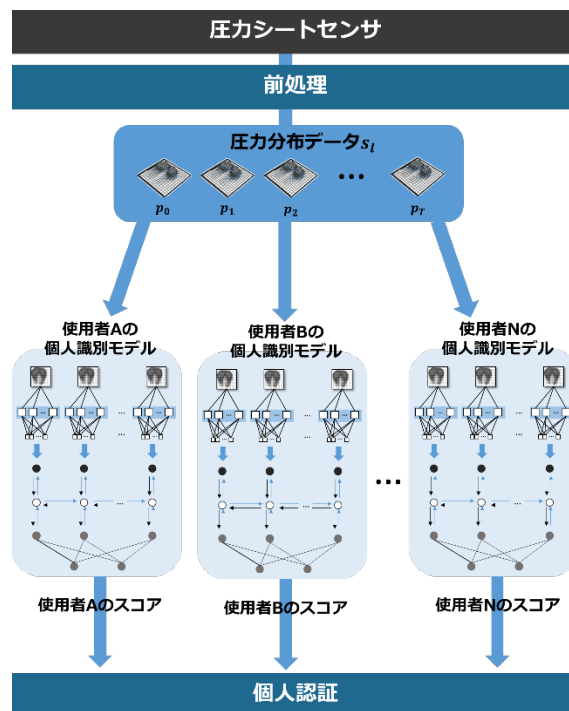 圧力シートセンサ
前処理
圧力分布データs_l
...
p_0 p_1 p_2 p_T
使用者Aの
個人識別モデル
使用者Bの
個人識別モデル
使用者Nの
個人識別モデル
...
使用者Aのスコア
使用者Bのスコア
使用者Nのスコア
個人認証